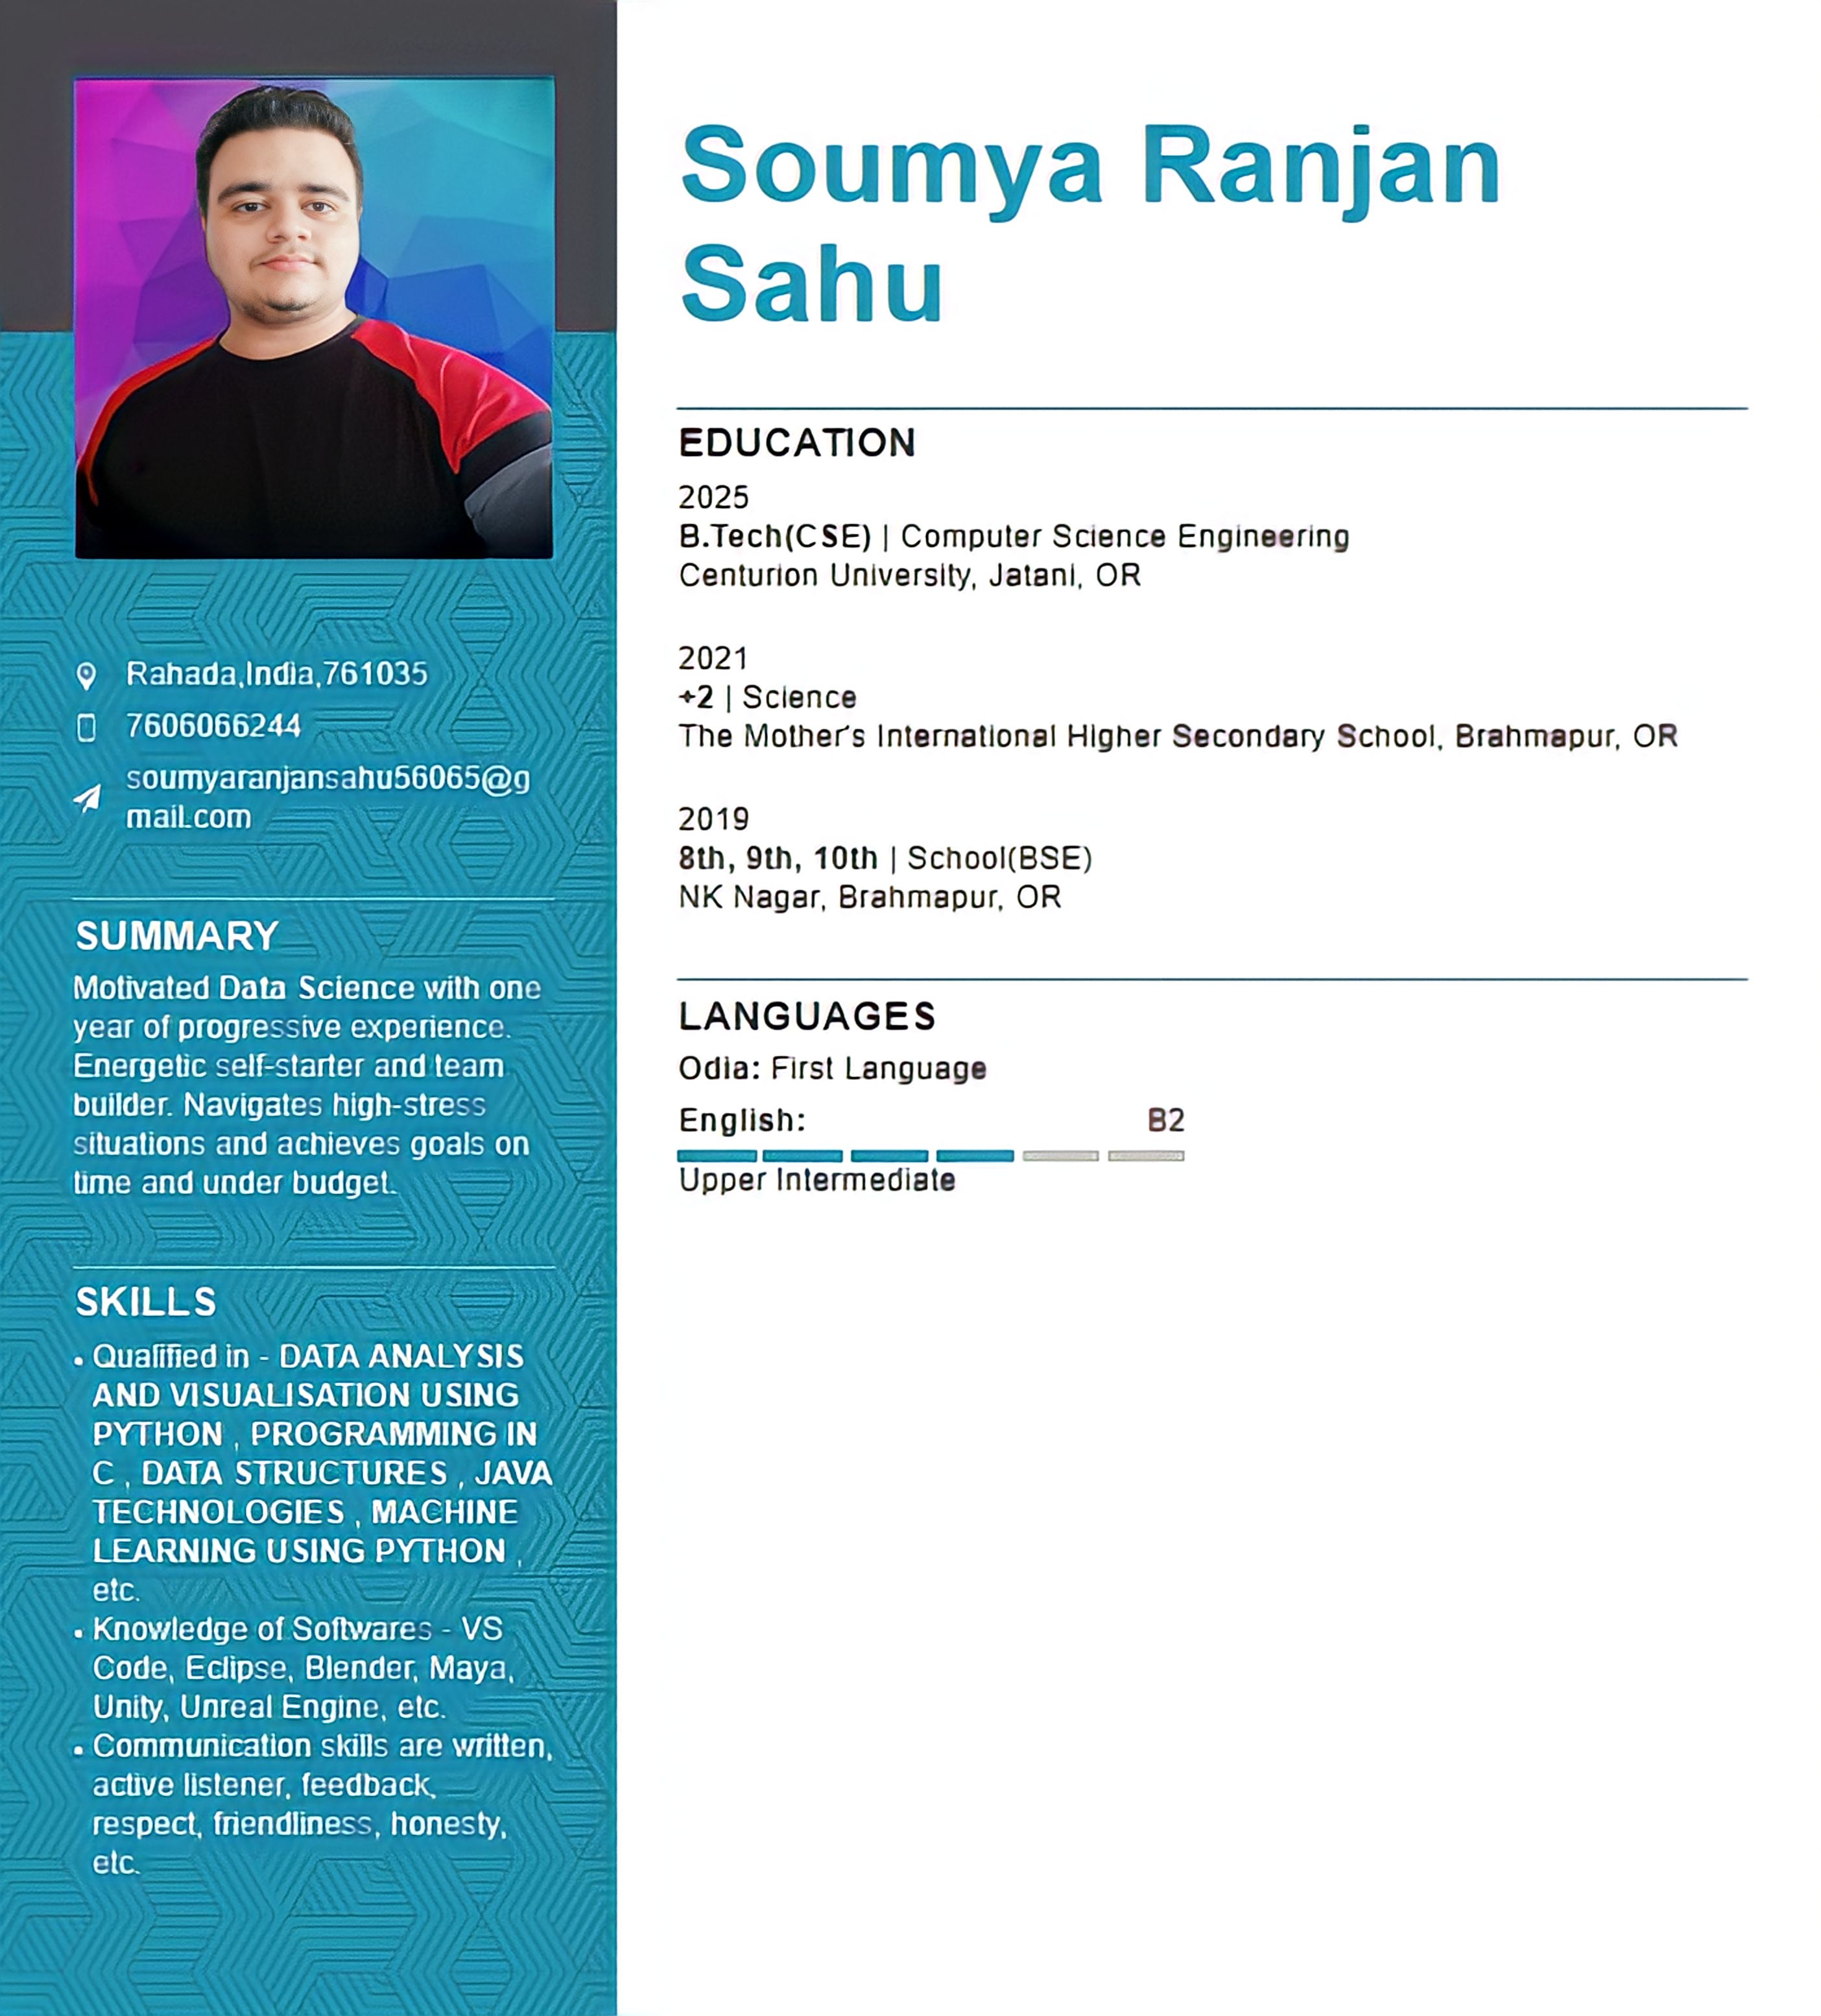 Soumya Ranjan
Sahu
Rahada,India,761035
7606066244
soumyaranjansahu56065@g
mail.com
SUMMARY
Motivated Data Science with one
year of progressive experience.
Energetic self-starter and team
builder. Navigates high-stress
situations and achieves goals on
time and under budget.
SKILLS
• Qualified in - DATA ANALYSIS
AND VISUALISATION USING
PYTHON , PROGRAMMING IN
C , DATA STRUCTURES , JAVA
TECHNOLOGIES , MACHINE
LEARNING USING PYTHON ,
etc.
• Knowledge of Softwares - VS
Code, Eclipse, Blender, Maya,
Unity, Unreal Engine, etc.
• Communication skills are written,
active listener, feedback,
respect, friendliness, honesty,
etc.
EDUCATION
2025
B.Tech(CSE) | Computer Science Engineering
Centurion University, Jatani, OR
2021
+2 | Science
The Mother's International Higher Secondary School, Brahmapur, OR
2019
8th, 9th, 10th | School(BSE)
NK Nagar, Brahmapur, OR
LANGUAGES
Odia: First Language
English: B2
Upper Intermediate